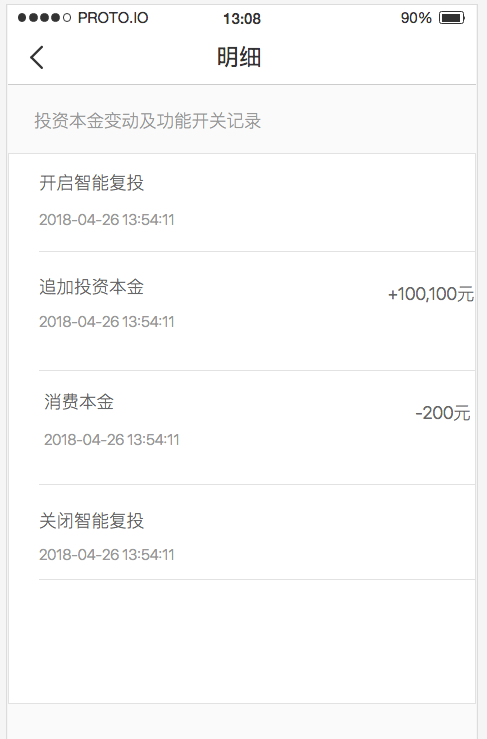 PROTO.IO 13:08 90%
明细
投资本金变动及功能开关记录
开启智能复投
2018-04-26 13:54:11
追加投资本金
+100,100元
2018-04-26 13:54:11
消费本金
-200元
2018-04-26 13:54:11
关闭智能复投
2018-04-26 13:54:11